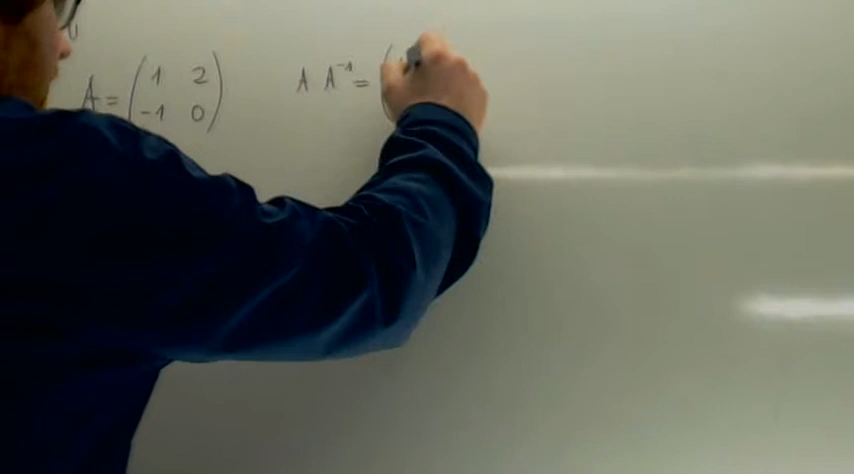 A = ( 1 2
-1 0 ) A A⁻¹ = (